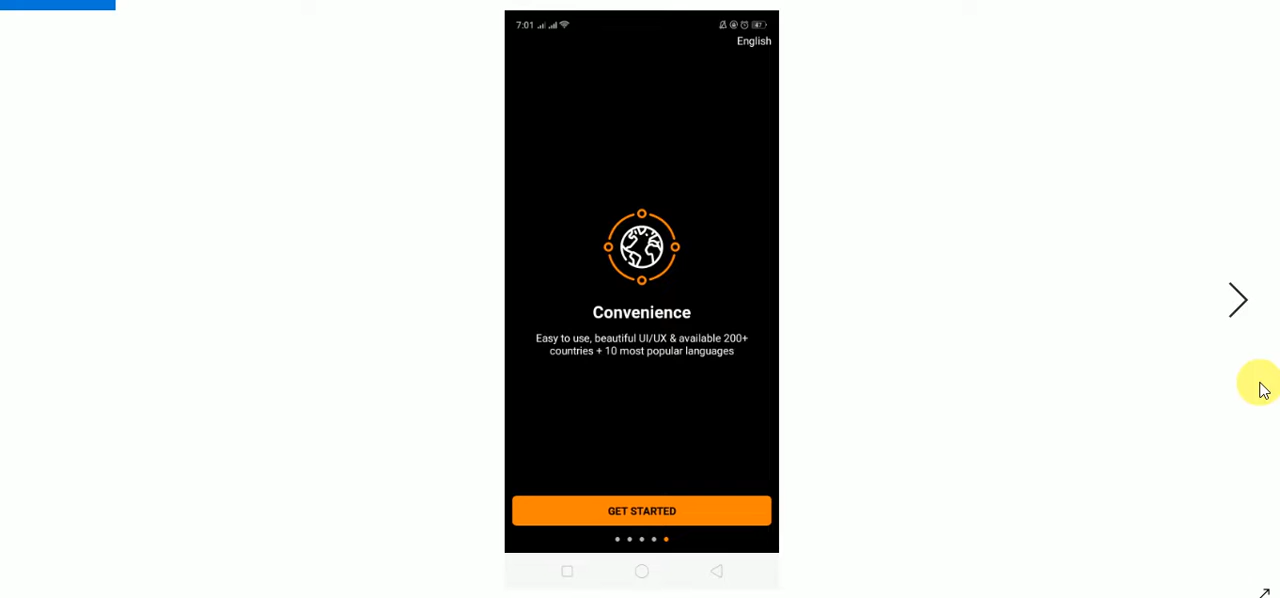 7:01
English
Convenience
Easy to use, beautiful UI/UX & available 200+
countries + 10 most popular languages
GET STARTED